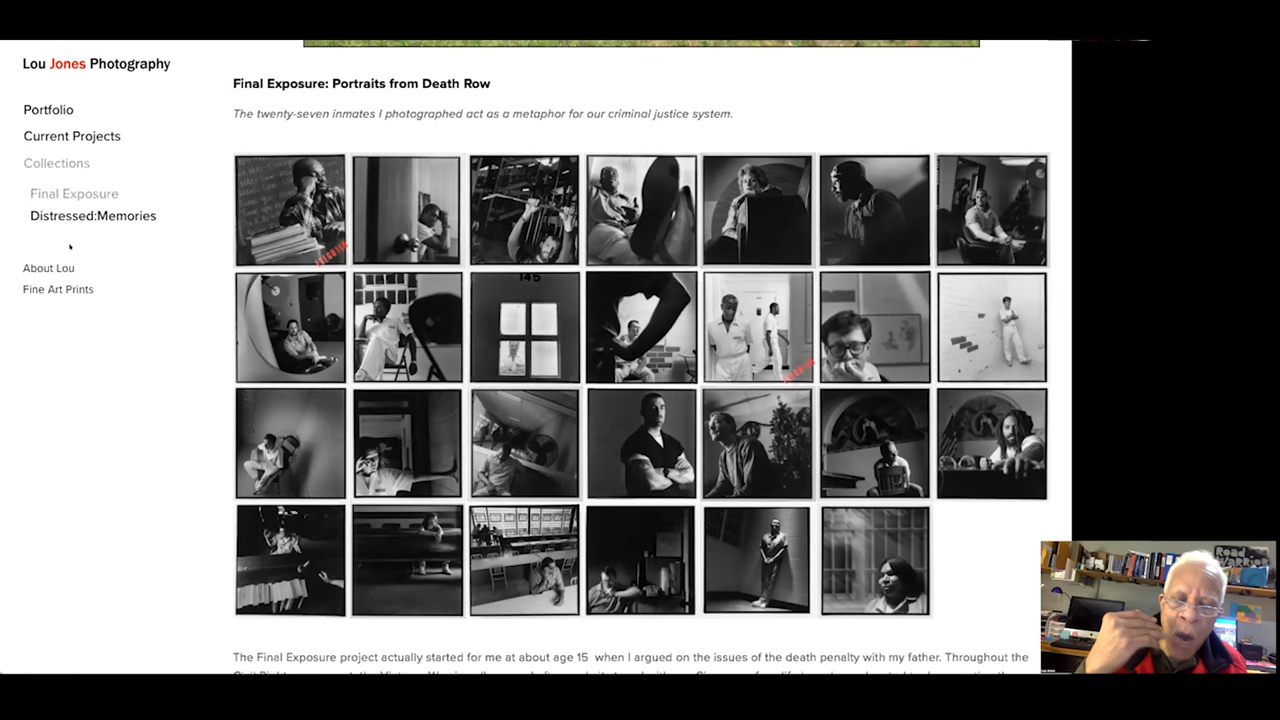 Lou Jones Photography
Portfolio
Current Projects
Collections
Final Exposure
Distressed:Memories
About Lou
Fine Art Prints
Final Exposure: Portraits from Death Row
The twenty-seven inmates I photographed act as a metaphor for our criminal justice system.
145
The Final Exposure project actually started for me at about age 15 when I argued on the issues of the death penalty with my father. Throughout the
Road
Warrior